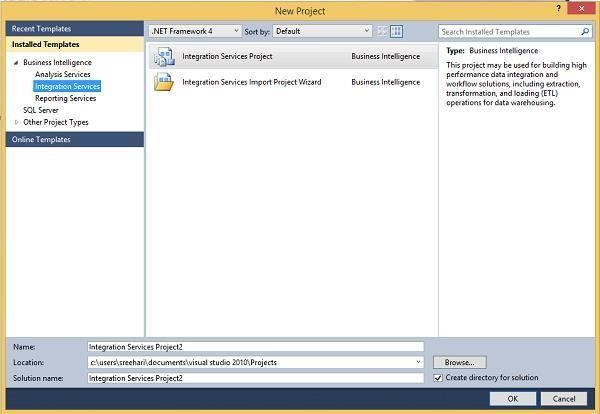 New Project
?
Recent Templates
Installed Templates
Business Intelligence
Analysis Services
Integration Services
Reporting Services
SQL Server
Other Project Types
Online Templates
.NET Framework 4
Sort by:
Default
Search Installed Templates
Integration Services Project
Business Intelligence
Integration Services Import Project Wizard
Business Intelligence
Type: Business Intelligence
This project may be used for building high
performance data integration and
workflow solutions, including extraction,
transformation, and loading (ETL)
operations for data warehousing.
Name:
Integration Services Project2
Location:
c:\users\sreehari\documents\visual studio 2010\Projects
Browse...
Solution name:
Integration Services Project2
Create directory for solution
OK
Cancel